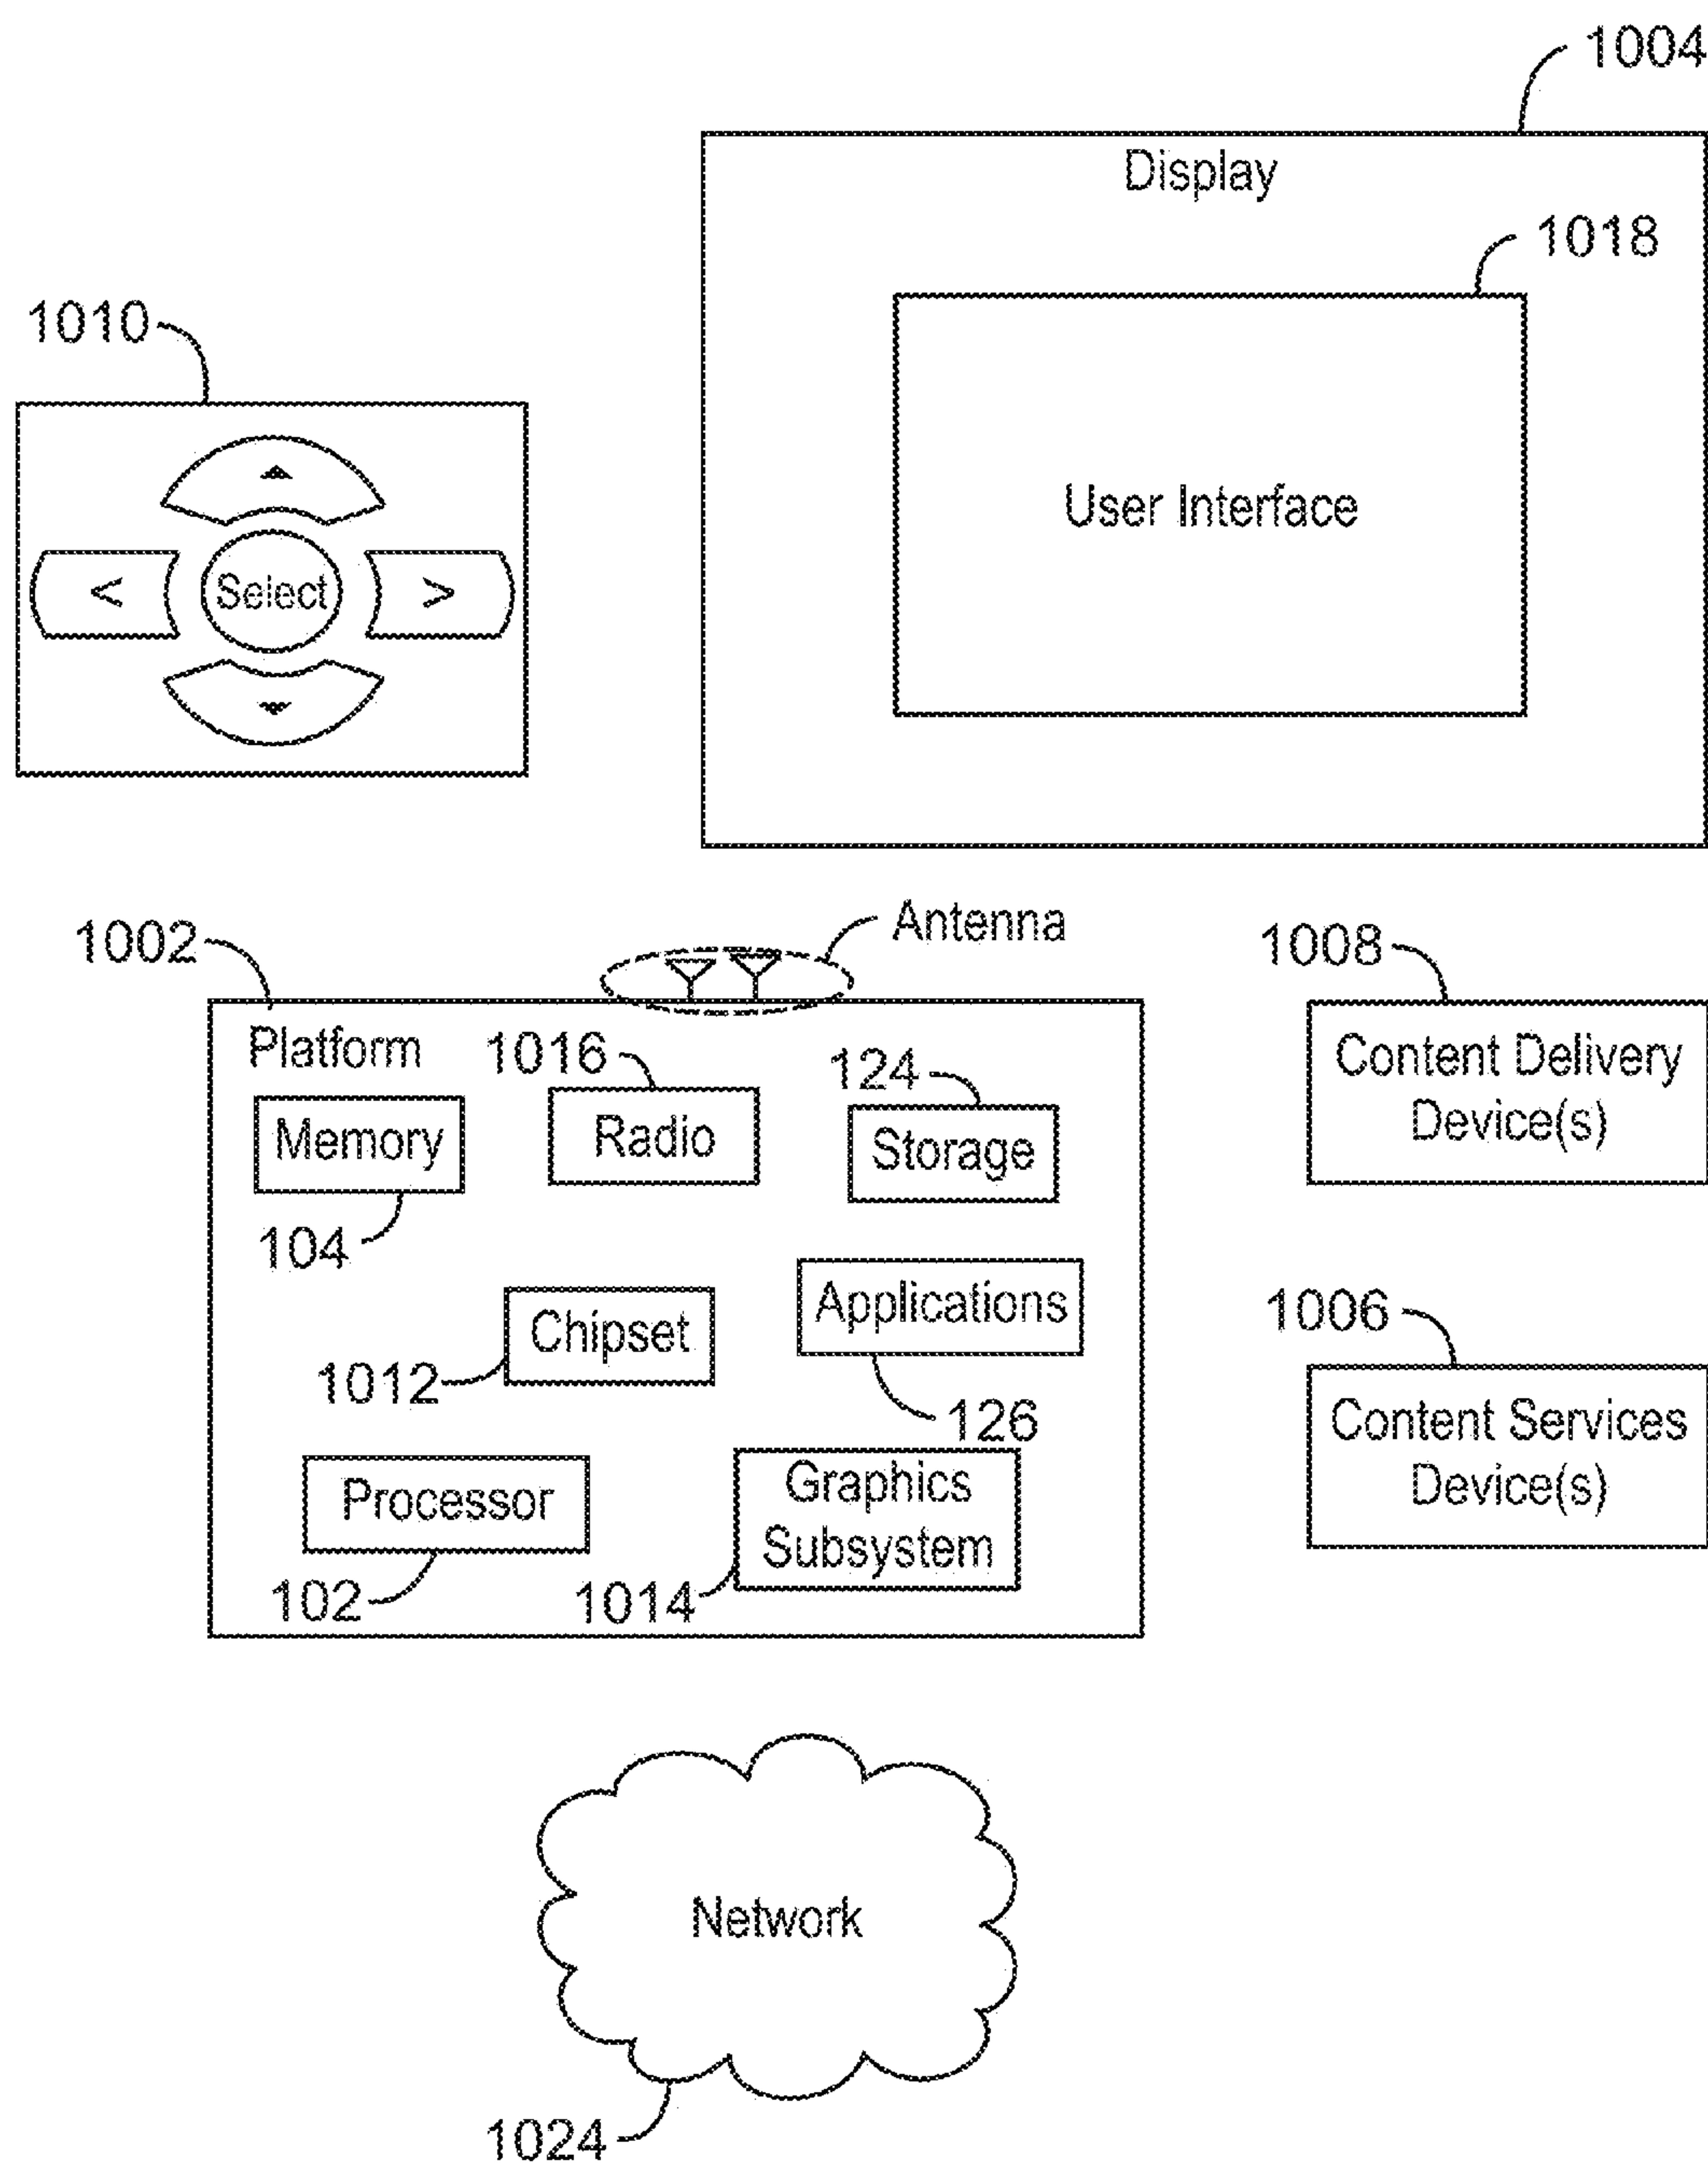 1004
Display
1018
User Interface
1010
<
Select
>
Antenna
1002
Platform
1016
124
Memory
Radio
Storage
104
Chipset
Applications
1012
126
Processor
Graphics
Subsystem
102
1014
1008
Content Delivery
Device(s)
1006
Content Services
Device(s)
Network
1024